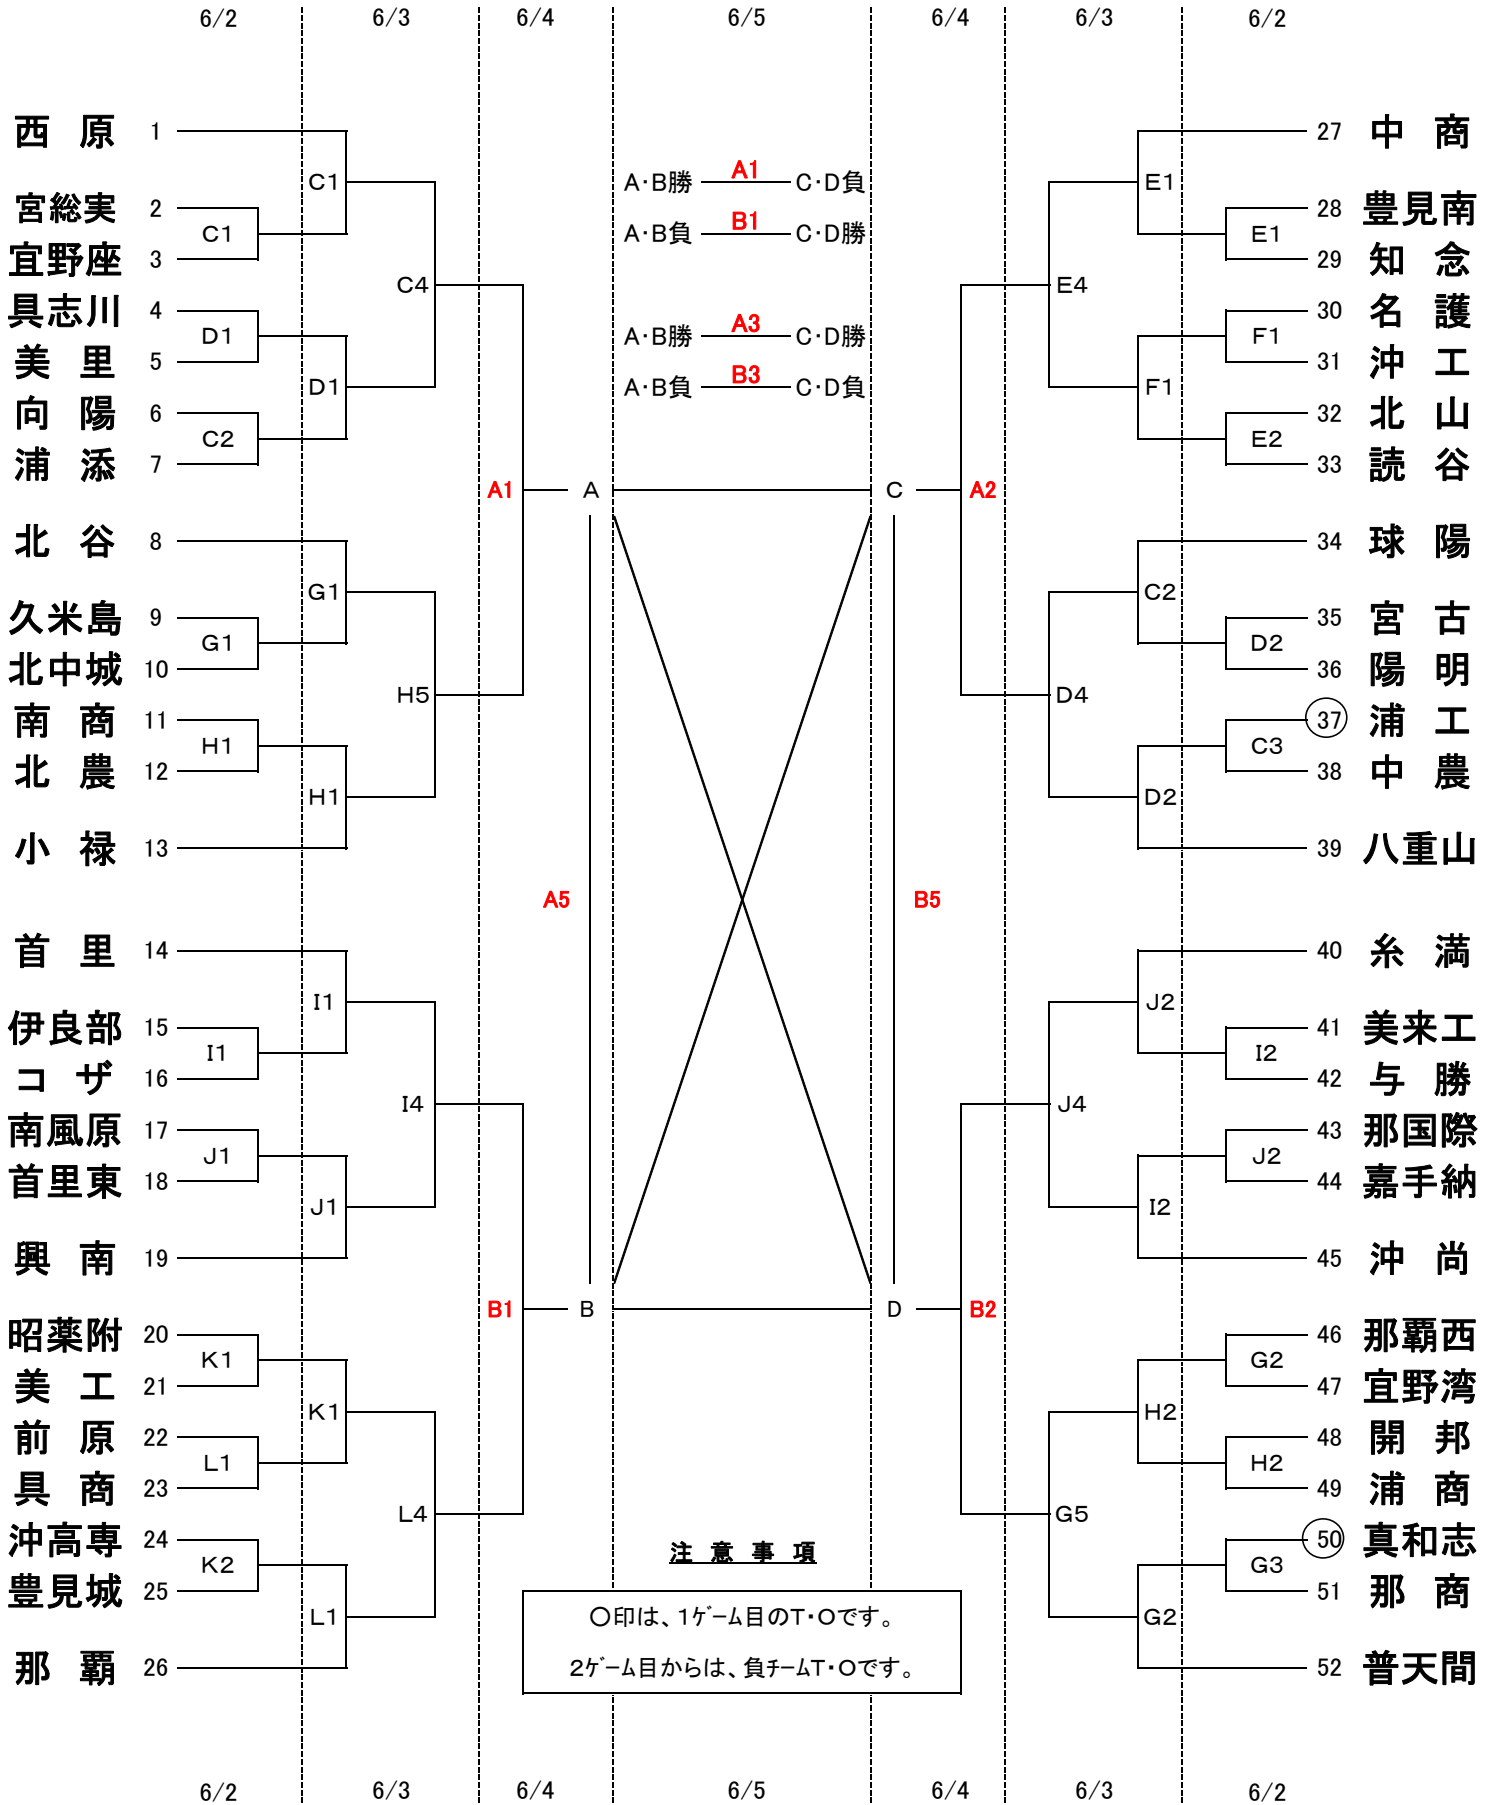 6/2 6/3 6/4 6/5 6/4 6/3 6/2
西原 1 27 中商
C1 A1 E1
A・B勝 C・D負
宮総実 2 28 豊見南
C1 A・B負 B1 C・D勝 E1
宜野座 3 29 知念
C4 E4
具志川 4 30 名護
D1 A・B勝 A3 C・D勝 F1
美里 5 31 沖工
D1 A・B負 B3 C・D負 F1
向陽 6 32 北山
C2 E2
浦添 7 33 読谷
A1 A C A2
北谷 8 34 球陽
G1 C2
久米島 9 35 宮古
G1 D2
北中城 10 36 陽明
H5 D4
南商 11 37 浦工
H1 C3
北農 12 38 中農
H1 D2
小禄 13 39 八重山
A5 B5
首里 14 40 糸満
I1 J2
伊良部 15 41 美来工
I1 I2
コザ 16 42 与勝
I4 J4
南風原 17 43 那国際
J1 J2
首里東 18 44 嘉手納
J1 I2
興南 19 45 沖尚
B1 B D B2
昭薬附 20 46 那覇西
K1 G2
美工 21 47 宜野湾
K1 H2
前原 22 48 開邦
L1 H2
具商 23 49 浦商
L4 G5
沖高専 24 50 真和志
K2 注意事項 G3
豊見城 25 51 那商
L1 〇印は、1ゲーム目のT・Oです。 G2
那覇 26 2ゲーム目からは、負チームT・Oです。 52 普天間
6/2 6/3 6/4 6/5 6/4 6/3 6/2